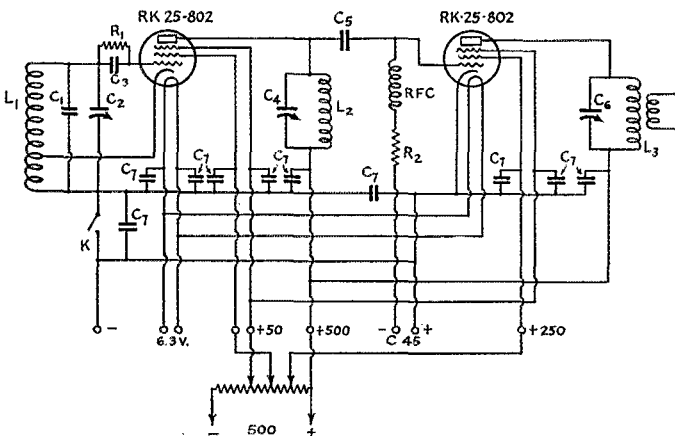 RK 25-802
RK-25-802
C5
R1
C3
L1
C1
C2
C4
L2
RFC
C6
L3
R2
C7
C7
C7
C7
C7
C7
C7
K
C7
-
6.3 V.
+50
+500
- +
C 45
+250
- 500 +